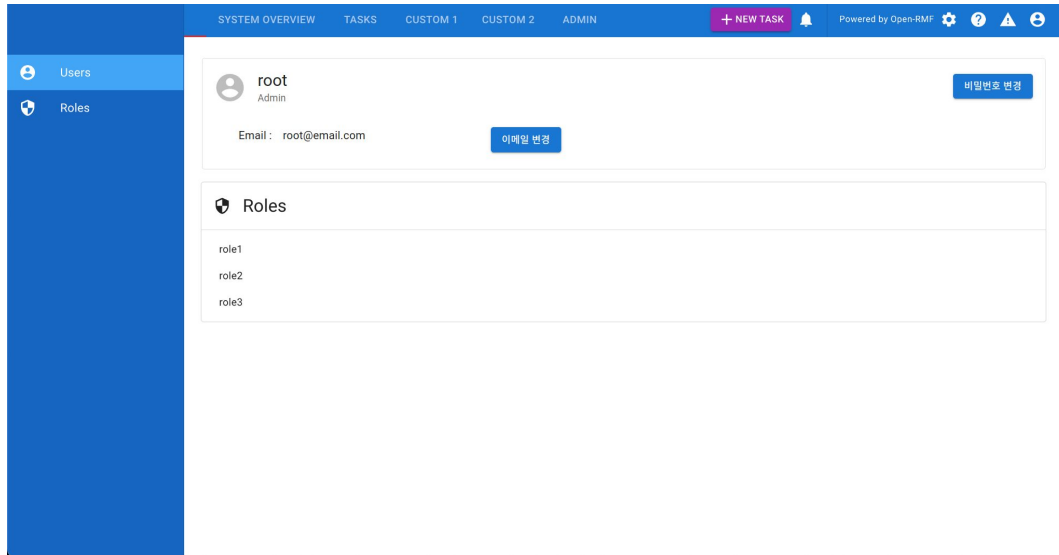 SYSTEM OVERVIEW TASKS CUSTOM 1 CUSTOM 2 ADMIN + NEW TASK Powered by Open-RMF
Users
Roles
root
Admin
비밀번호 변경
Email : root@email.com 이메일 변경
Roles
role1
role2
role3